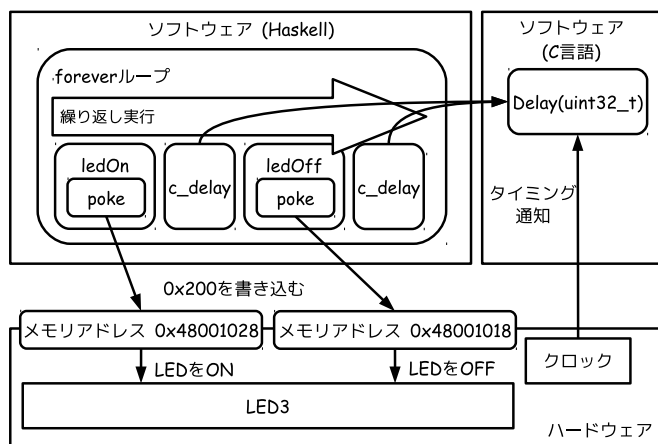 ソフトウェア (Haskell)
ソフトウェア
(C言語)
foreverループ
繰り返し実行
Delay(uint32_t)
ledOn
poke
c_delay
ledOff
poke
c_delay
タイミング
通知
0x200を書き込む
メモリアドレス 0x48001028
メモリアドレス 0x48001018
クロック
LEDをON
LEDをOFF
LED3
ハードウェア